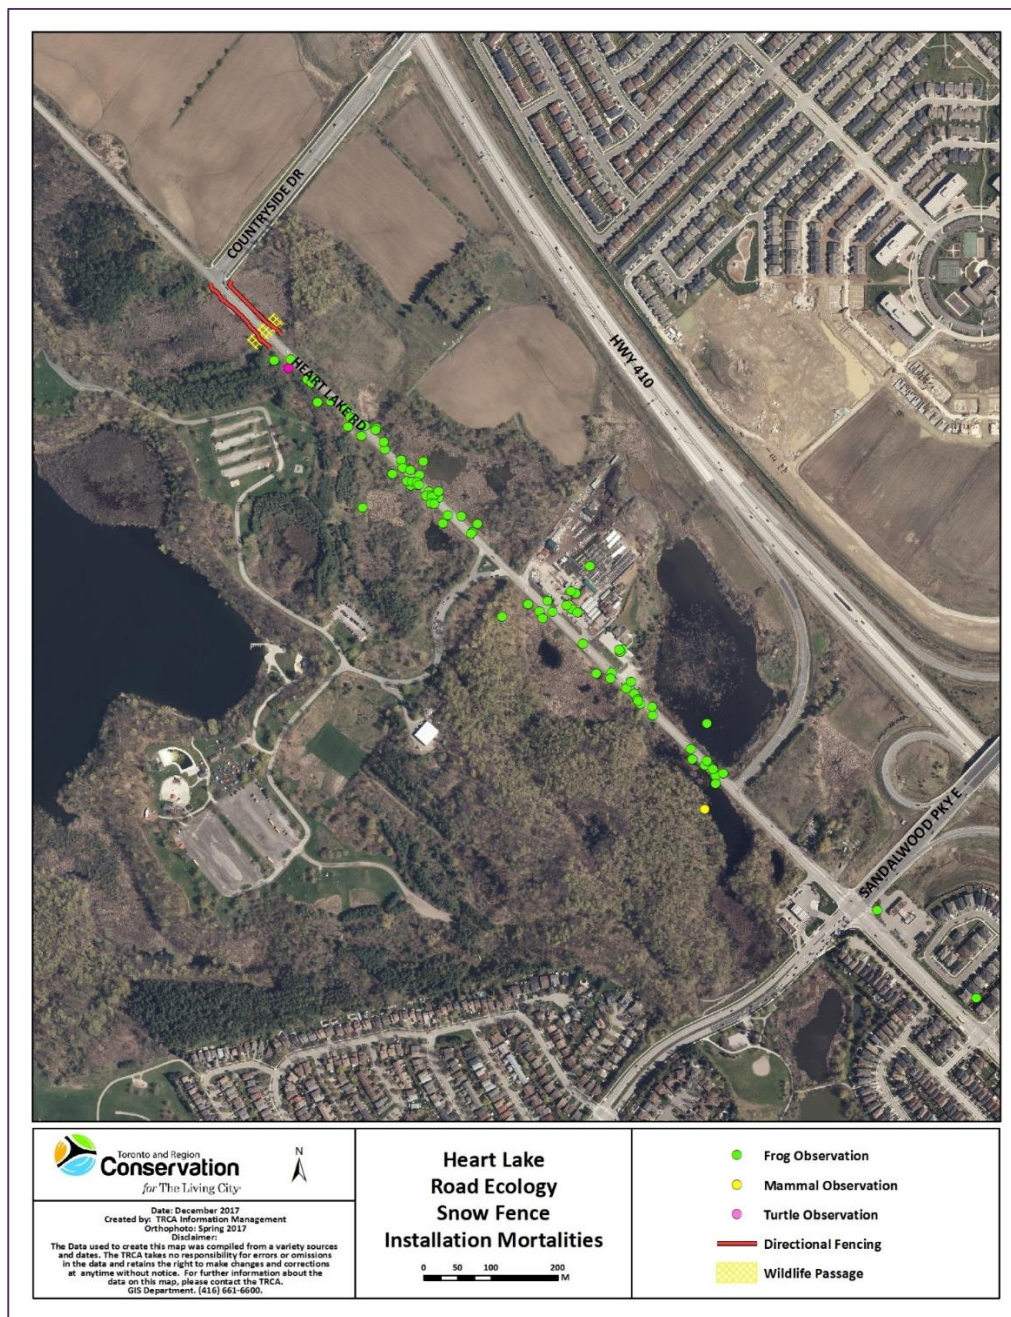 COUNTRYSIDE DR
HWY 410
HEART LAKE RD
SANDALWOOD PKY E
Toronto and Region
Conservation
for The Living City·
N
Date: December 2017
Created by: TRCA Information Management
Orthophoto: Spring 2017
Disclaimer:
The Data used to create this map was compiled from a variety sources
and dates. The TRCA takes no responsibility for errors or omissions
in the data and retains the right to make changes and corrections
at anytime without notice. For further information about the
data on this map, please contact the TRCA.
GIS Department. (416) 661-6600.
Heart Lake
Road Ecology
Snow Fence
Installation Mortalities
0 50 100 200
M
Frog Observation
Mammal Observation
Turtle Observation
Directional Fencing
Wildlife Passage